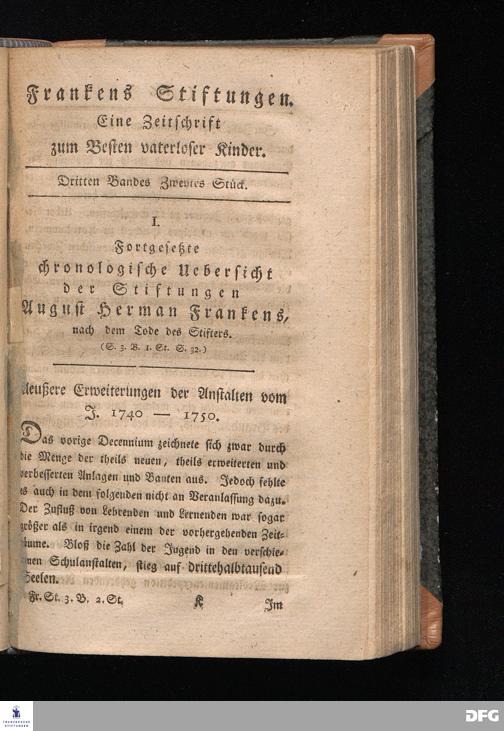 Frankens Stiftungen.
Eine Zeitschrift
zum Besten vaterloser Kinder.
Dritten Bandes Zweytes Stück.
I.
Fortgesetzte
chronologische Uebersicht
der Stiftungen
August Herman Frankens,
nach dem Tode des Stifters.
(S. 3. B. 1. St. S. 32.)
Aeußere Erweiterungen der Anstalten vom
J. 1740 — 1750.
Das vorige Decennium zeichnete sich zwar durch
die Menge der theils neuen, theils erweiterten und
verbesserten Anlagen und Bauten aus. Jedoch fehlte
es auch in dem folgenden nicht an Veranlassung dazu.
Der Zufluß von Lehrenden und Lernenden war sogar
größer als in irgend einem der vorhergehenden Zeit-
räume. Bloß die Zahl der Jugend in den verschie-
nen Schulanstalten, stieg auf drittehalbtausend
Seelen.
Fr. St. 3. B. 2. St. K Im
FRANCKESCHE
STIFTUNGEN
DFG